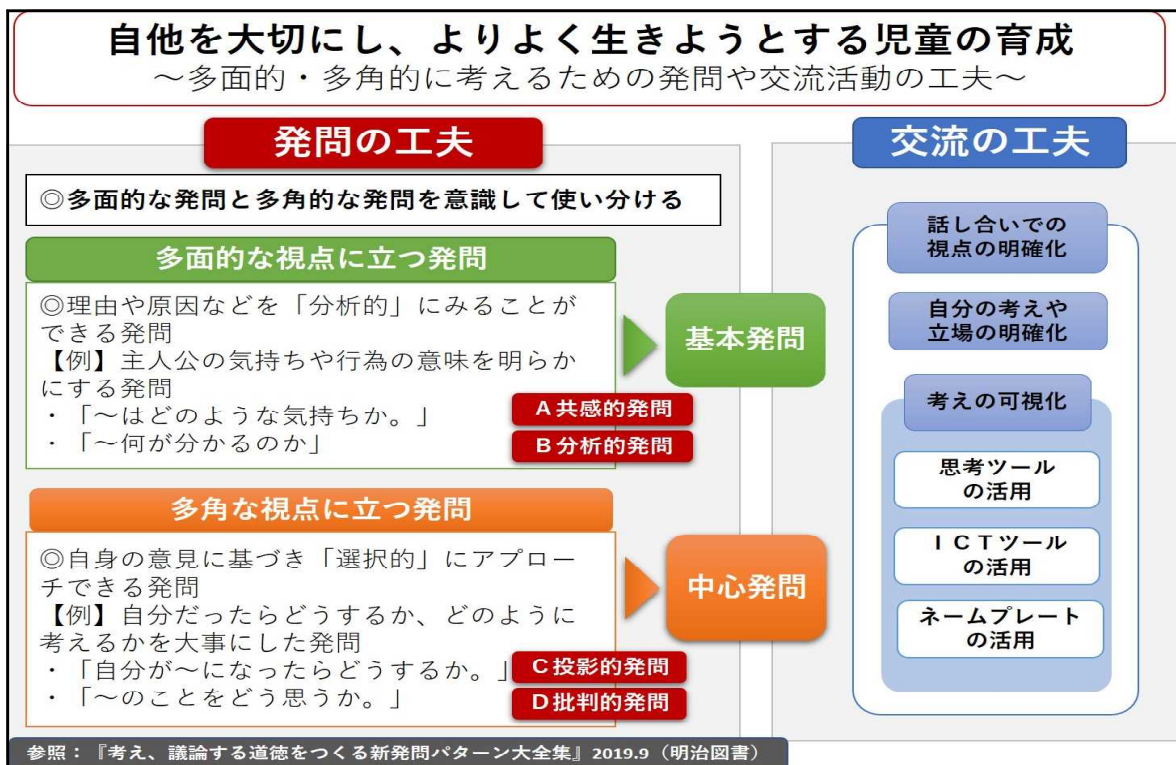 自他を大切にし、よりよく生きようとする児童の育成
～多面的・多角的に考えるための発問や交流活動の工夫～
発問の工夫
◎多面的な発問と多角的な発問を意識して使い分ける
多面的な視点に立つ発問
◎理由や原因などを「分析的」にみることが
できる発問
【例】主人公の気持ちや行為の意味を明らか
にする発問
・「～はどのような気持ちか。」
・「～何が分かるのか」
A共感的発問
B分析的発問
基本発問
多角な視点に立つ発問
◎自身の意見に基づき「選択的」にアプロー
チできる発問
【例】自分だったらどうするか、どのように
考えるかを大事にした発問
・「自分が～になったらどうするか。」
・「～のことをどう思うか。」
C投影的発問
D批判的発問
中心発問
交流の工夫
話し合いでの
視点の明確化
自分の考えや
立場の明確化
考えの可視化
思考ツール
の活用
ICTツール
の活用
ネームプレート
の活用
参照：『考え、議論する道徳をつくる新発問パターン大全集』2019.9（明治図書）